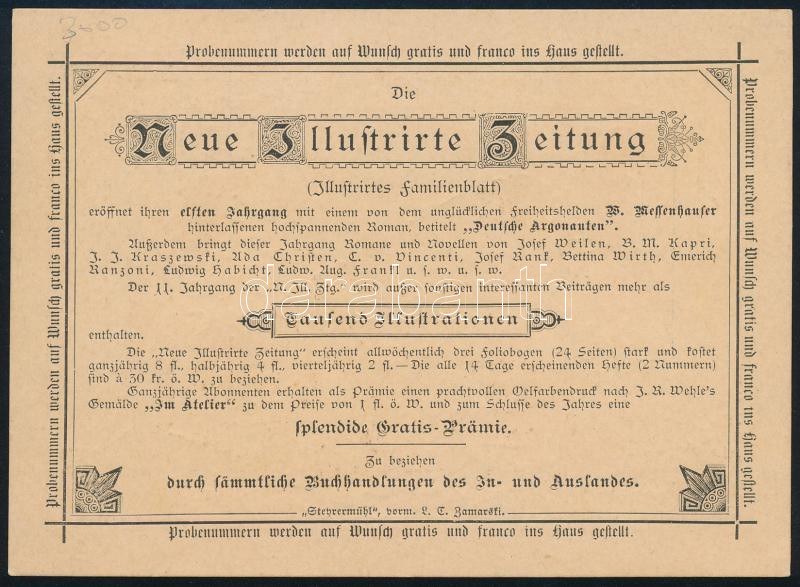 3500
Probenummern werden auf Wunsch gratis und franco ins Haus gestellt.
Die
Neue Illustrirte Zeitung
(Illustrirtes Familienblatt)
eröffnet ihren elften Jahrgang mit einem von dem unglücklichen Freiheitshelden W. Messenhauser
hinterlassenen hochspannenden Roman, betitelt „Deutsche Argonauten".
Außerdem bringt dieser Jahrgang Romane und Novellen von Josef Weilen, B. M. Kapri,
J. J. Kraszewski, Ada Christen, C. v. Vincenti, Josef Rank, Bettina Wirth, Emerich
Ranzoni, Ludwig Habicht, Ludw. Aug. Frankl u. s. w. u. s. w.
Der 11. Jahrgang der „N. Ill. Ztg." wird außer sonstigen interessanten Beiträgen mehr als
Tausend Illustrationen
enthalten.
Die „Neue Illustrirte Zeitung" erscheint allwöchentlich drei Foliobogen (24 Seiten) stark und kostet
ganzjährig 8 fl., halbjährig 4 fl., vierteljährig 2 fl. — Die alle 14 Tage erscheinenden Hefte (2 Nummern)
sind à 30 kr. ö. W. zu beziehen.
Ganzjährige Abonnenten erhalten als Prämie einen prachtvollen Oelfarbendruck nach J. R. Wehle's
Gemälde „Im Atelier" zu dem Preise von 1 fl. ö. W. und zum Schlusse des Jahres eine
splendide Gratis-Prämie.
Zu beziehen
durch sämmtliche Buchhandlungen des In- und Auslandes.
„Steyrermühl", vorm. L. C. Zamarski.
Probenummern werden auf Wunsch gratis und franco ins Haus gestellt.
Probenummern werden auf Wunsch gratis und franco ins Haus gestellt.
Probenummern werden auf Wunsch gratis und franco ins Haus gestellt.
darabanth